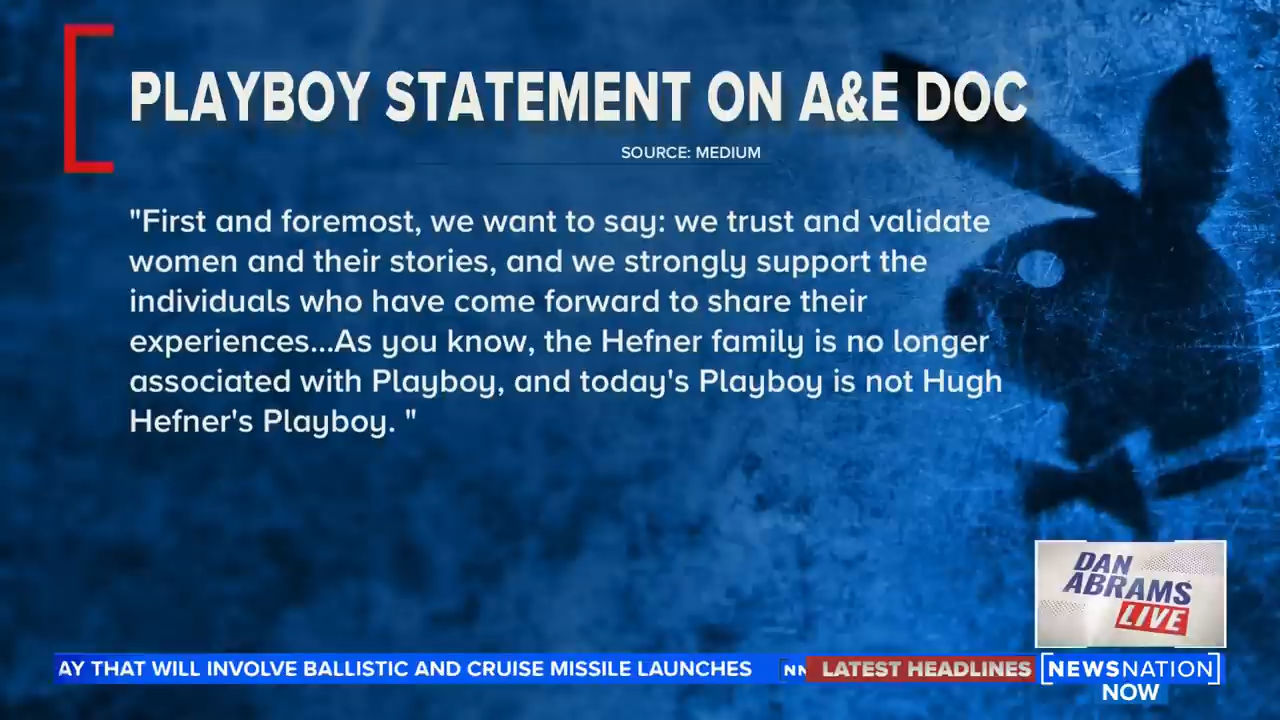 PLAYBOY STATEMENT ON A&E DOC
SOURCE: MEDIUM
"First and foremost, we want to say: we trust and validate
women and their stories, and we strongly support the
individuals who have come forward to share their
experiences...As you know, the Hefner family is no longer
associated with Playboy, and today's Playboy is not Hugh
Hefner's Playboy. "
DAN
ABRAMS
LIVE
AY THAT WILL INVOLVE BALLISTIC AND CRUISE MISSILE LAUNCHES
LATEST HEADLINES
NEWSNATION
NOW